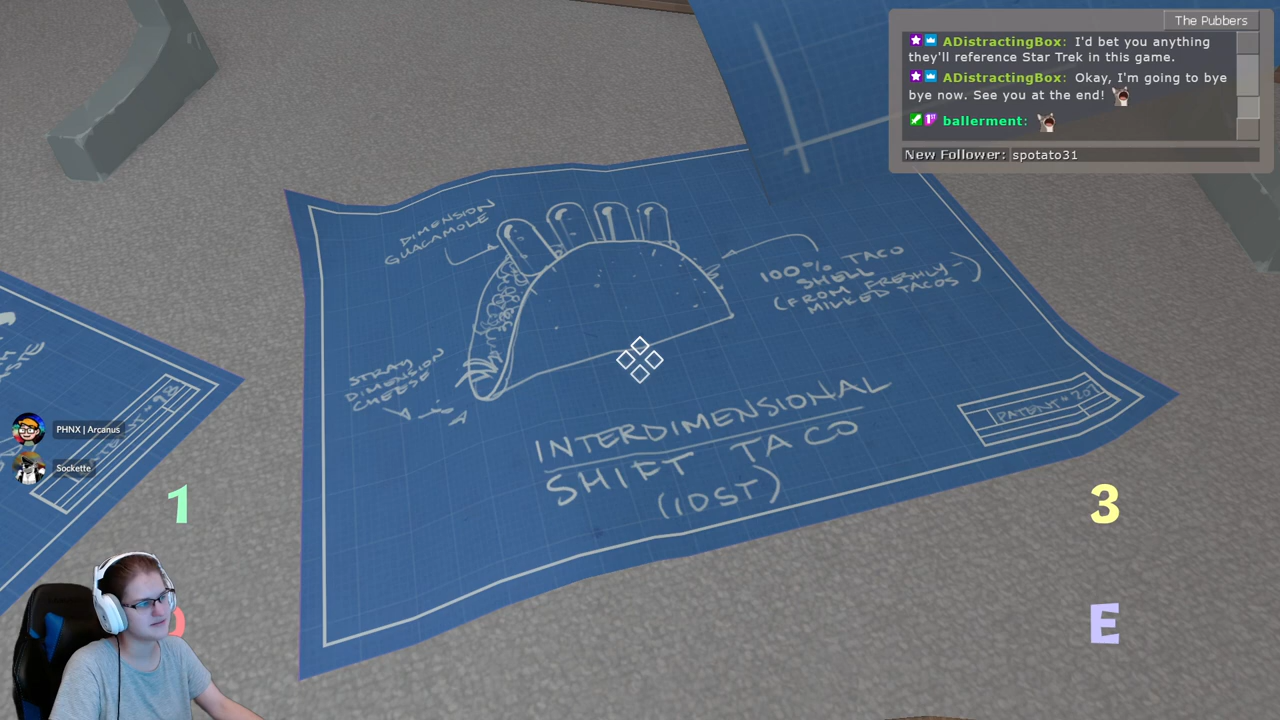 The Pubbers
ADistractingBox: I'd bet you anything
they'll reference Star Trek in this game.
ADistractingBox: Okay, I'm going to bye
bye now. See you at the end!
ballerment:
New Follower: spotato31
DIMENSION
GUACAMOLE
100% TACO
SHELL
(FROM FRESHLY-
MILKED TACOS)
STRAY
DIMENSION
CHEESE
INTERDIMENSIONAL
SHIFT TACO
(IDST)
PHNX | Arcanus
Sockette
1
3
E